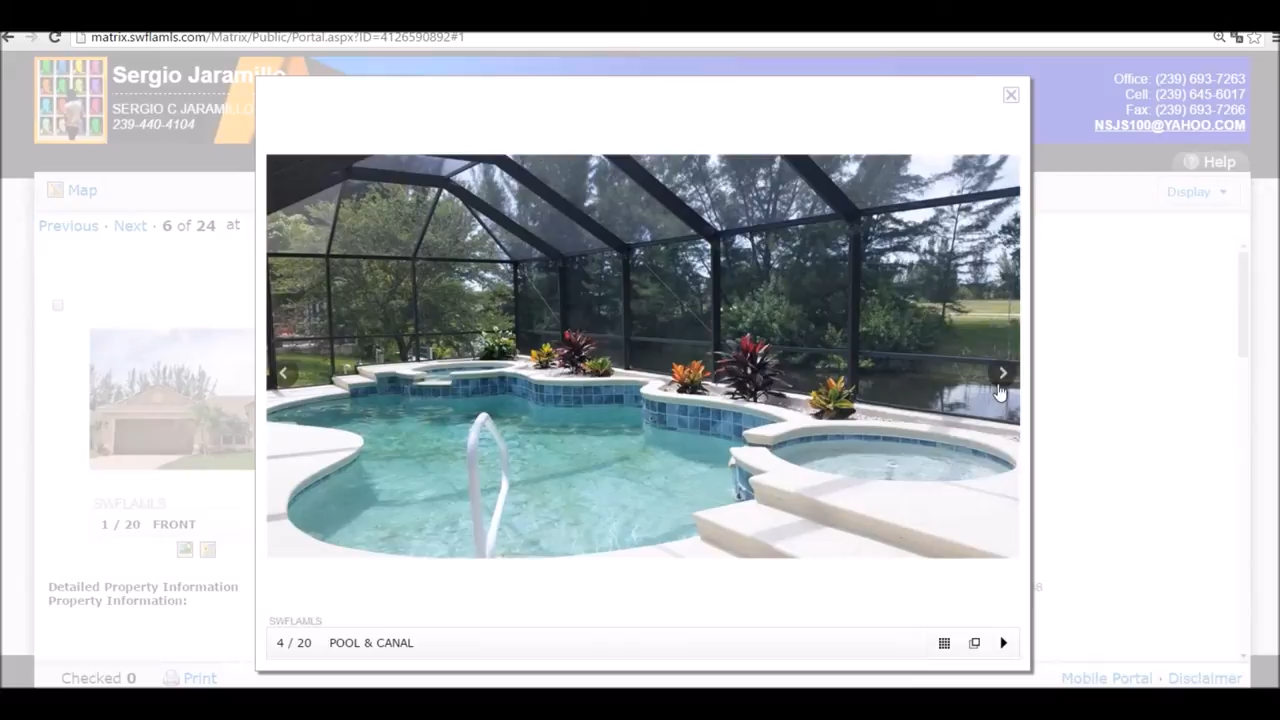 matrix.swflamls.com/Matrix/Public/Portal.aspx?ID=4126590892#1
Sergio Jaramillo
SERGIO C JARAMILLO
239-440-4104
Office: (239) 693-7263
Cell: (239) 645-6017
Fax: (239) 693-7266
NSJS100@YAHOO.COM
Help
Map
Display
Previous · Next · 6 of 24 at
SWFLAMLS
1 / 20 FRONT
Detailed Property Information
Property Information:
SWFLAMLS
4 / 20 POOL & CANAL
Checked 0 Print
Mobile Portal · Disclaimer